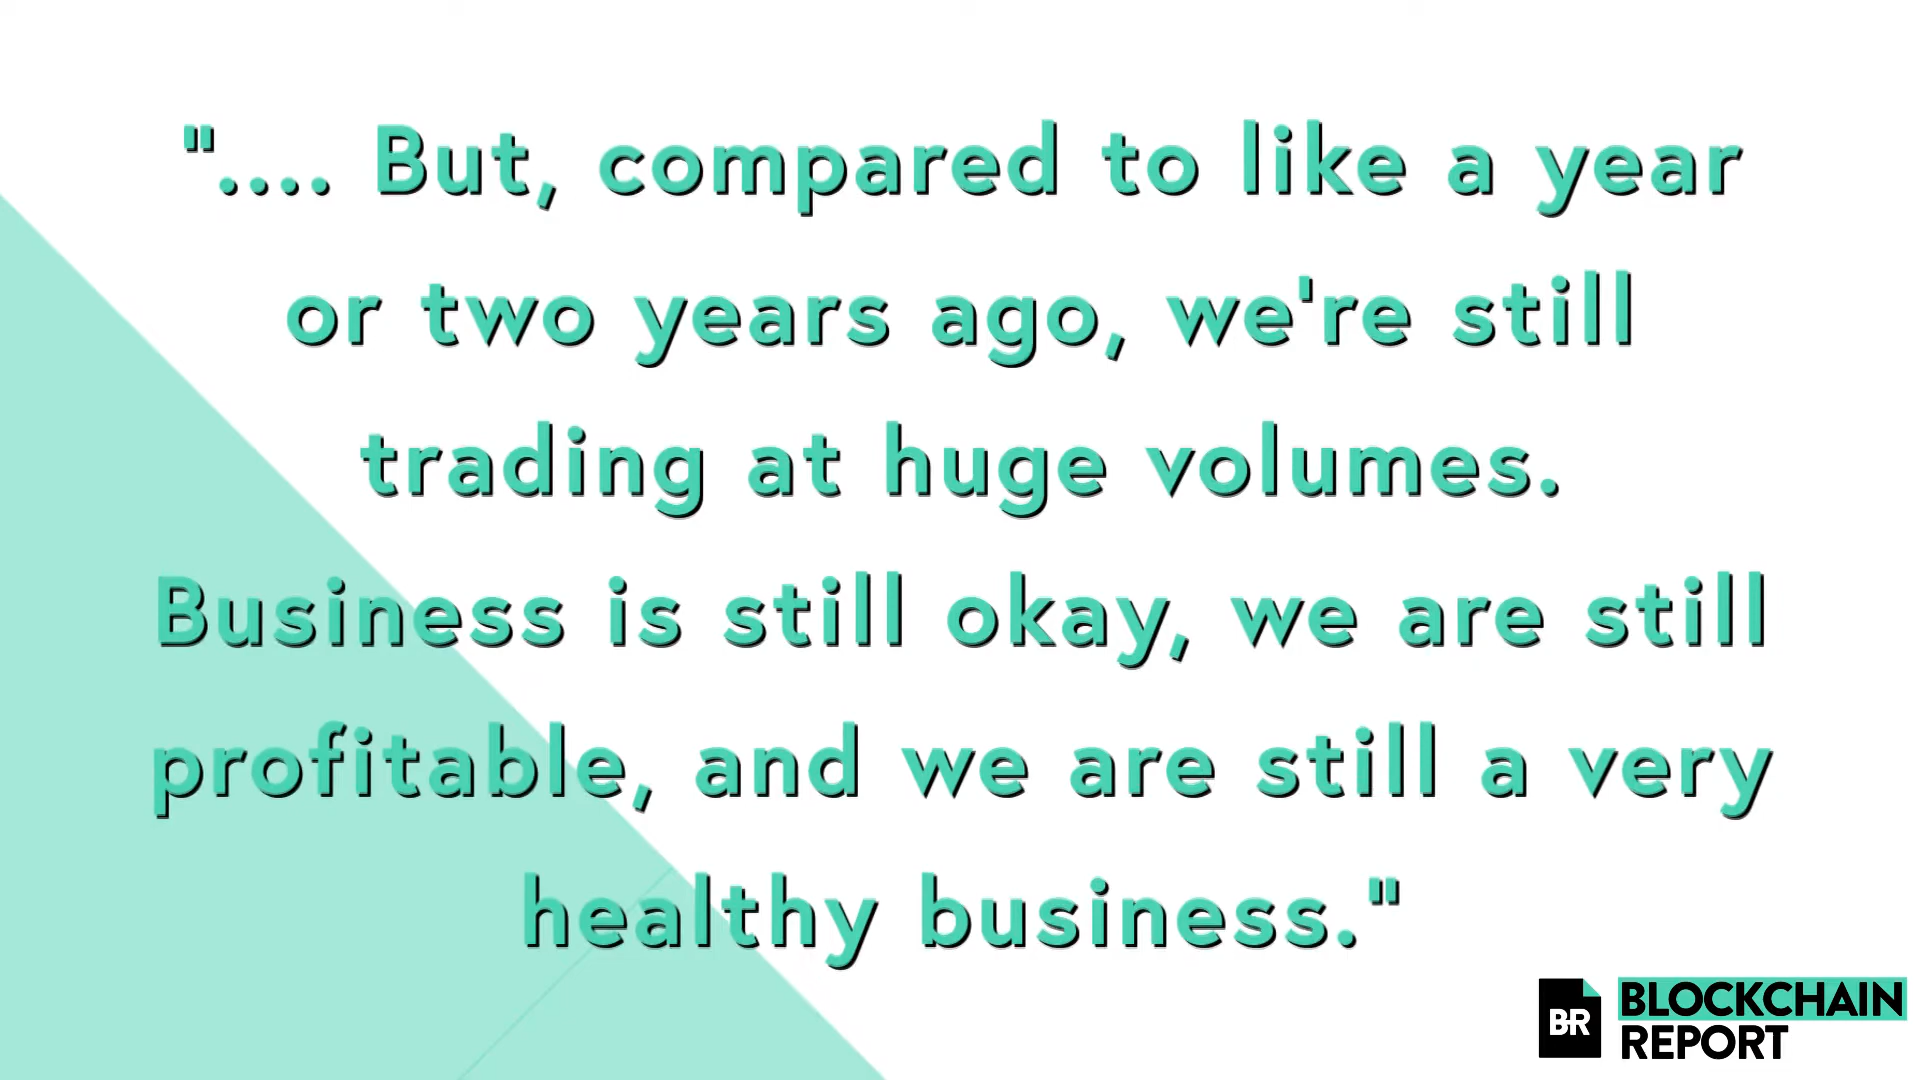 ".... But, compared to like a year
or two years ago, we're still
trading at huge volumes.
Business is still okay, we are still
profitable, and we are still a very
healthy business."
BR
BLOCKCHAIN
REPORT